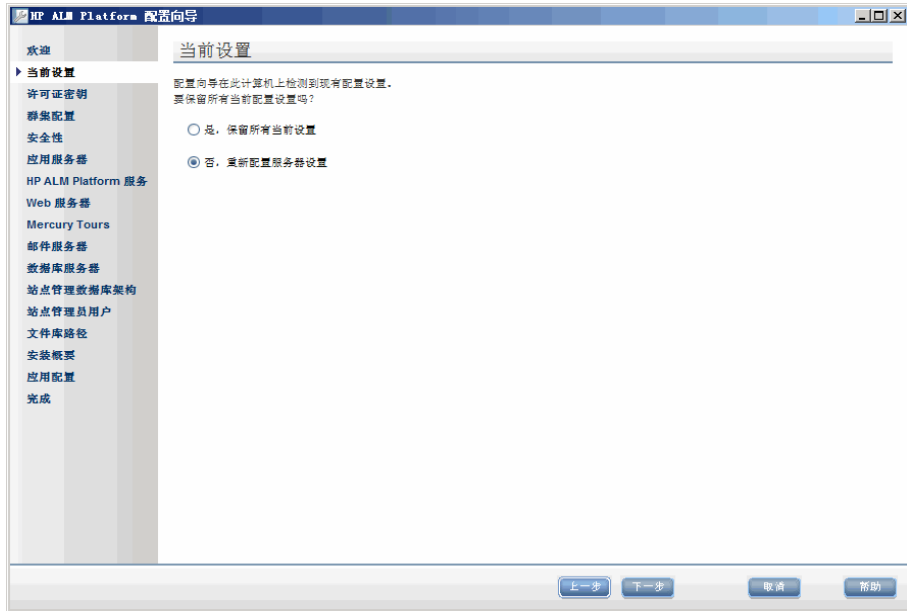 HP ALM Platform 配置向导
欢迎
当前设置
许可证密钥
群集配置
安全性
应用服务器
HP ALM Platform 服务
Web 服务器
Mercury Tours
邮件服务器
数据库服务器
站点管理数据库架构
站点管理员用户
文件库路径
安装概要
应用配置
完成
当前设置
配置向导在此计算机上检测到现有配置设置。
要保留所有当前配置设置吗？
是，保留所有当前设置
否，重新配置服务器设置
上一步 下一步 取消 帮助